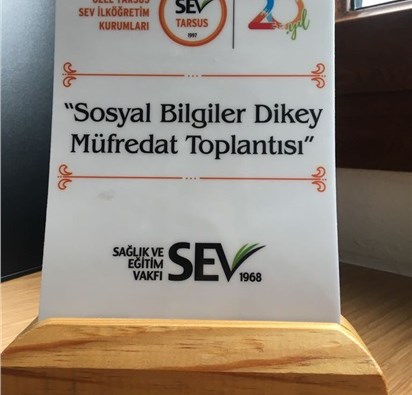 ÖZEL TARSUS
SEV İLKÖĞRETİM
KURUMLARI
SEV
TARSUS
1997
20.yıl
"Sosyal Bilgiler Dikey
Müfredat Toplantısı"
SAĞLIK VE
EĞİTİM
VAKFI
SEV
1968